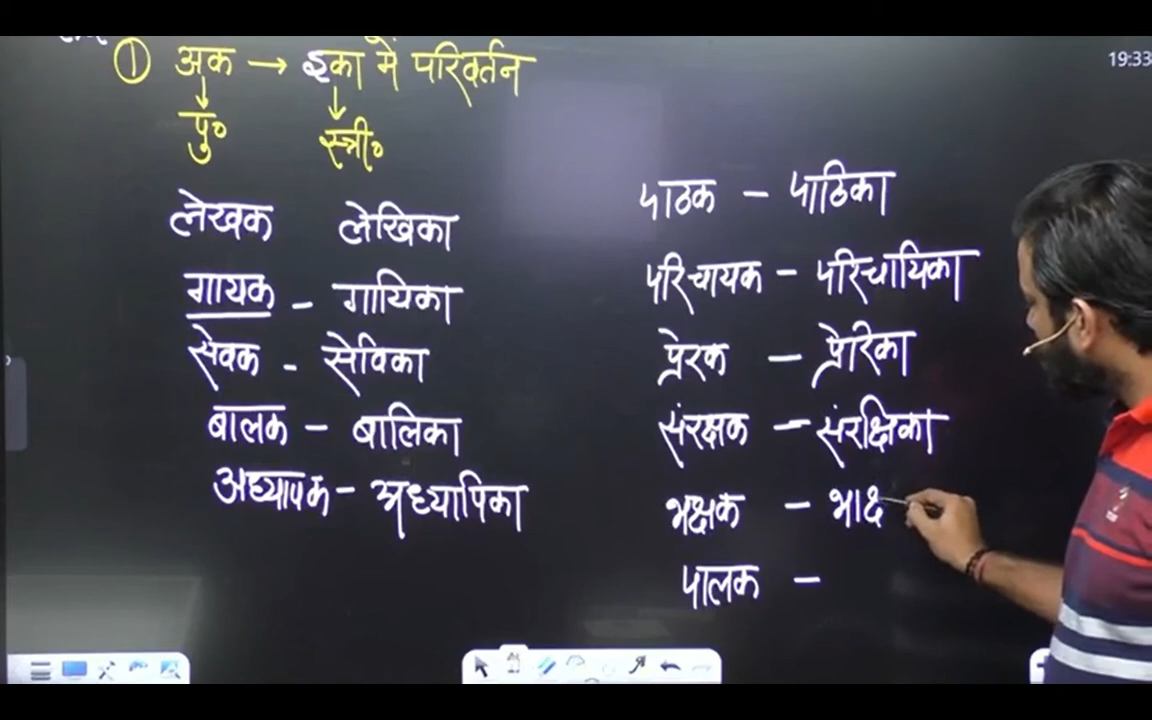 ① अक → इका में परिवर्तन
पु०
स्त्री०
19:33
लेखक लेखिका
गायक - गायिका
सेवक - सेविका
बालक - बालिका
अध्यापक - अध्यापिका
पाठक - पाठिका
परिचायक - परिचायिका
प्रेरक - प्रेरिका
संरक्षक - संरक्षिका
भक्षक - भाक्ष
पालक -